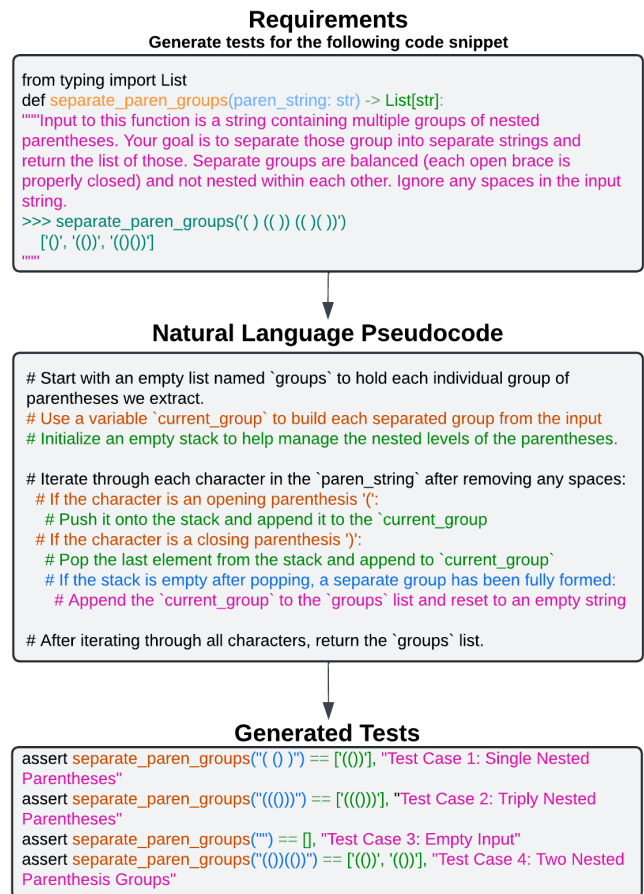 Requirements
Generate tests for the following code snippet
from typing import List
def separate_paren_groups(paren_string: str) -> List[str]:
"""Input to this function is a string containing multiple groups of nested
parentheses. Your goal is to separate those group into separate strings and
return the list of those. Separate groups are balanced (each open brace is
properly closed) and not nested within each other. Ignore any spaces in the input
string.
>>> separate_paren_groups('( ) (( )) (( )( ))')
['()', '(())', '(()())']
"""
Natural Language Pseudocode
# Start with an empty list named `groups` to hold each individual group of
parentheses we extract.
# Use a variable `current_group` to build each separated group from the input
# Initialize an empty stack to help manage the nested levels of the parentheses.
# Iterate through each character in the `paren_string` after removing any spaces:
# If the character is an opening parenthesis '(':
# Push it onto the stack and append it to the `current_group
# If the character is a closing parenthesis ')':
# Pop the last element from the stack and append to `current_group`
# If the stack is empty after popping, a separate group has been fully formed:
# Append the `current_group` to the `groups` list and reset to an empty string
# After iterating through all characters, return the `groups` list.
Generated Tests
assert separate_paren_groups("( () )") == ['(())'], "Test Case 1: Single Nested
Parentheses"
assert separate_paren_groups("((()))") == ['((()))'], "Test Case 2: Triply Nested
Parentheses"
assert separate_paren_groups("") == [], "Test Case 3: Empty Input"
assert separate_paren_groups("(())(())") == ['(())', '(())'], "Test Case 4: Two Nested
Parenthesis Groups"